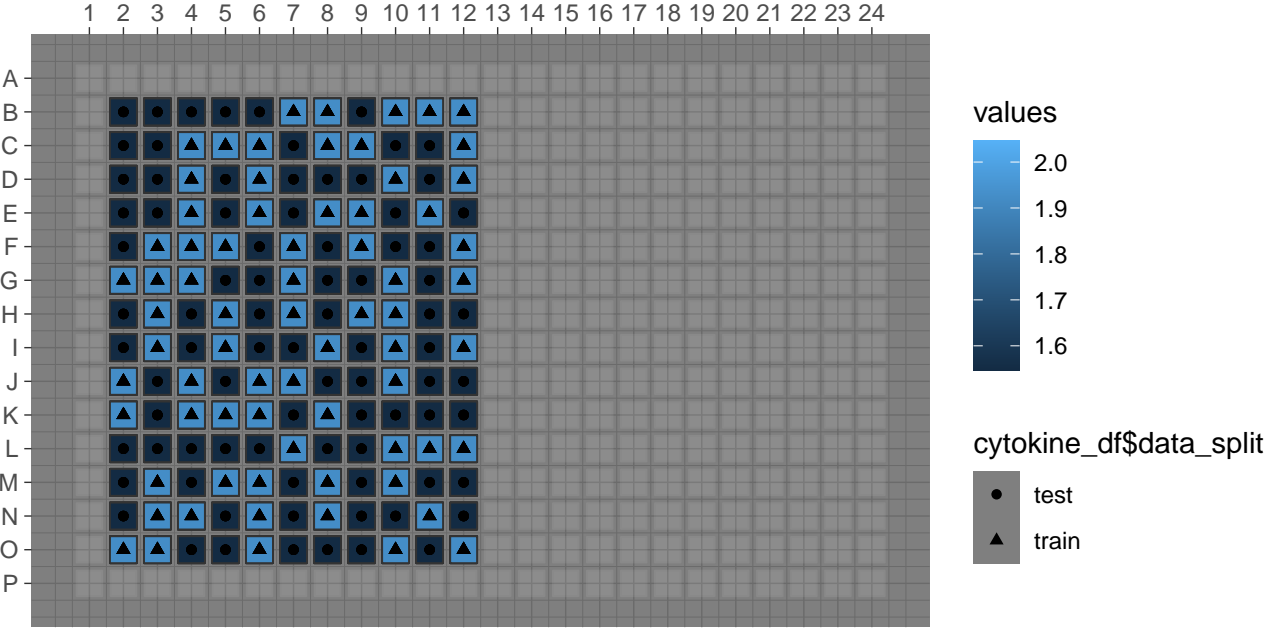 1 2 3 4 5 6 7 8 9 10 11 12 13 14 15 16 17 18 19 20 21 22 23 24
A
B
C
D
E
F
G
H
I
J
K
L
M
N
O
P
values
2.0
1.9
1.8
1.7
1.6
cytokine_df$data_split
test
train